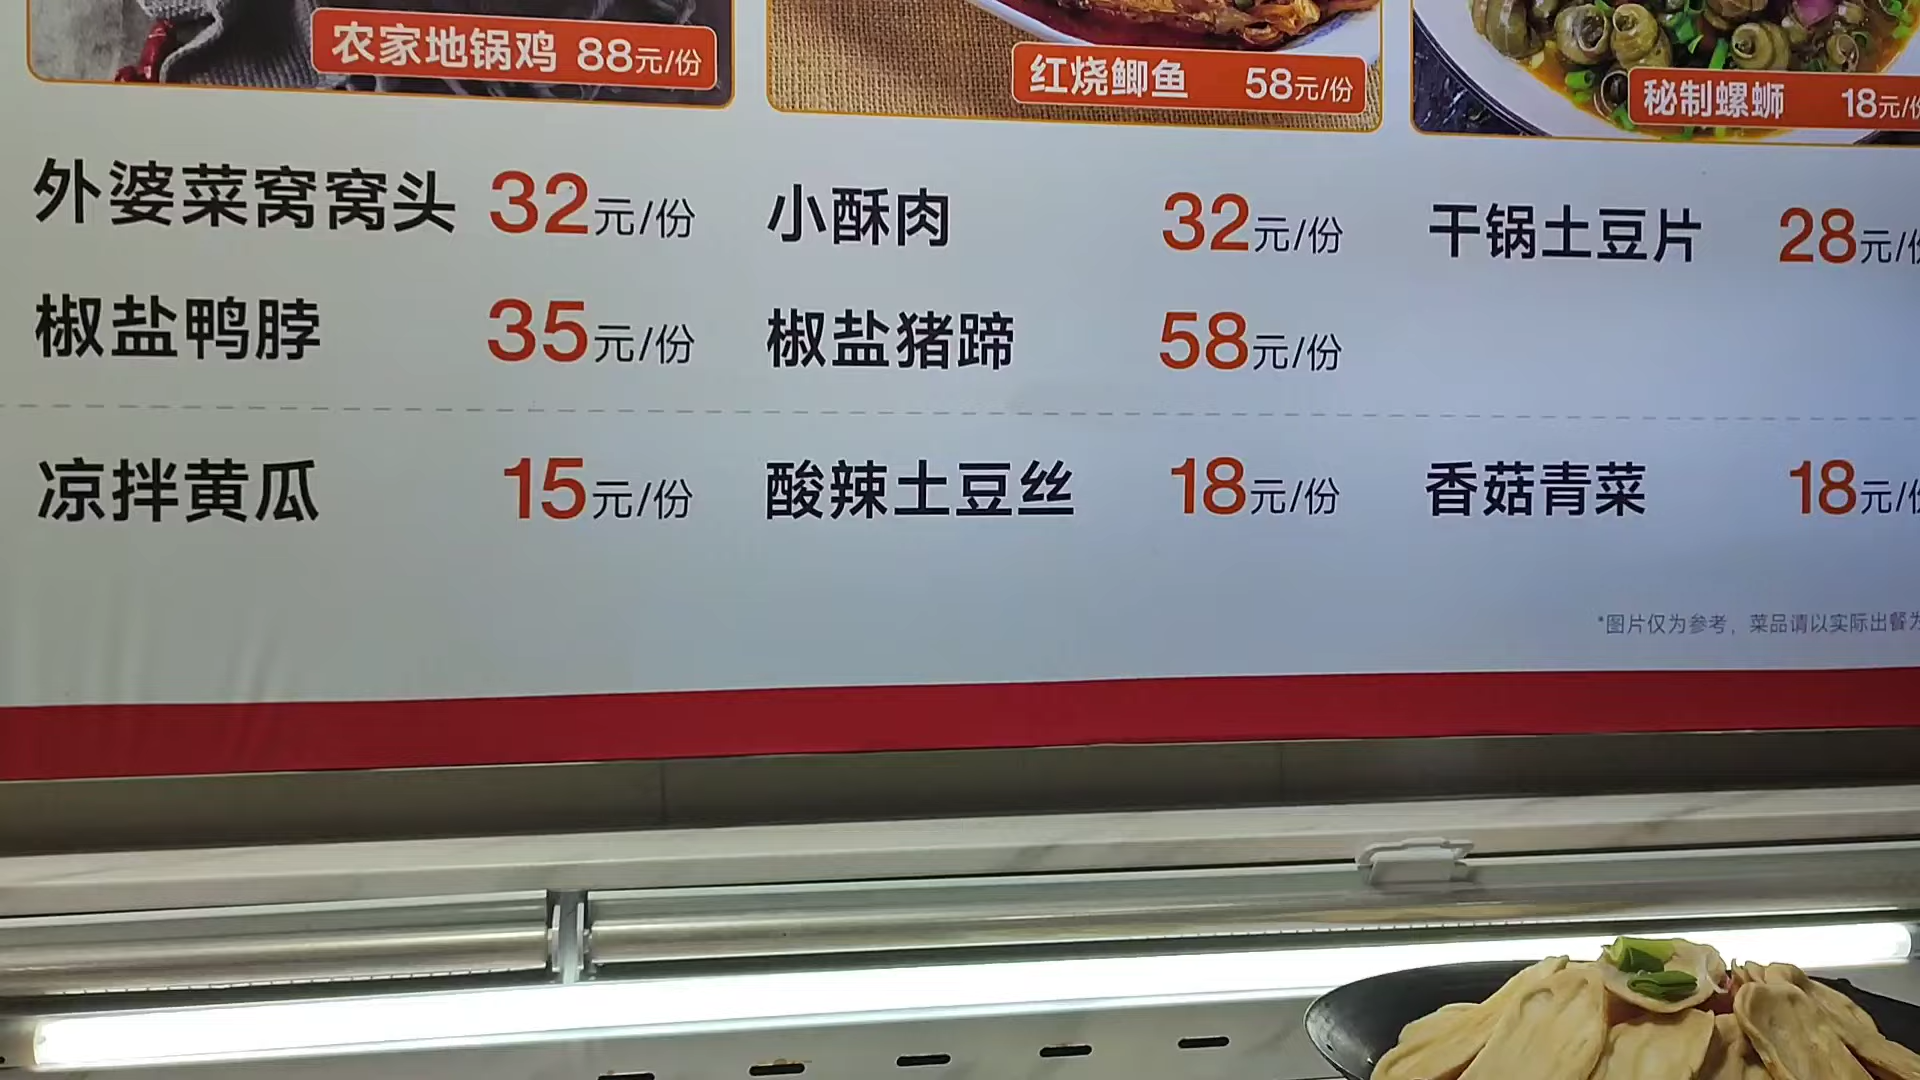 农家地锅鸡 88元/份
红烧鲫鱼 58元/份
秘制螺蛳 18元/份
外婆菜窝窝头 32元/份 小酥肉 32元/份 干锅土豆片 28元/份
椒盐鸭脖 35元/份 椒盐猪蹄 58元/份
凉拌黄瓜 15元/份 酸辣土豆丝 18元/份 香菇青菜 18元/份
*图片仅为参考，菜品请以实际出餐为